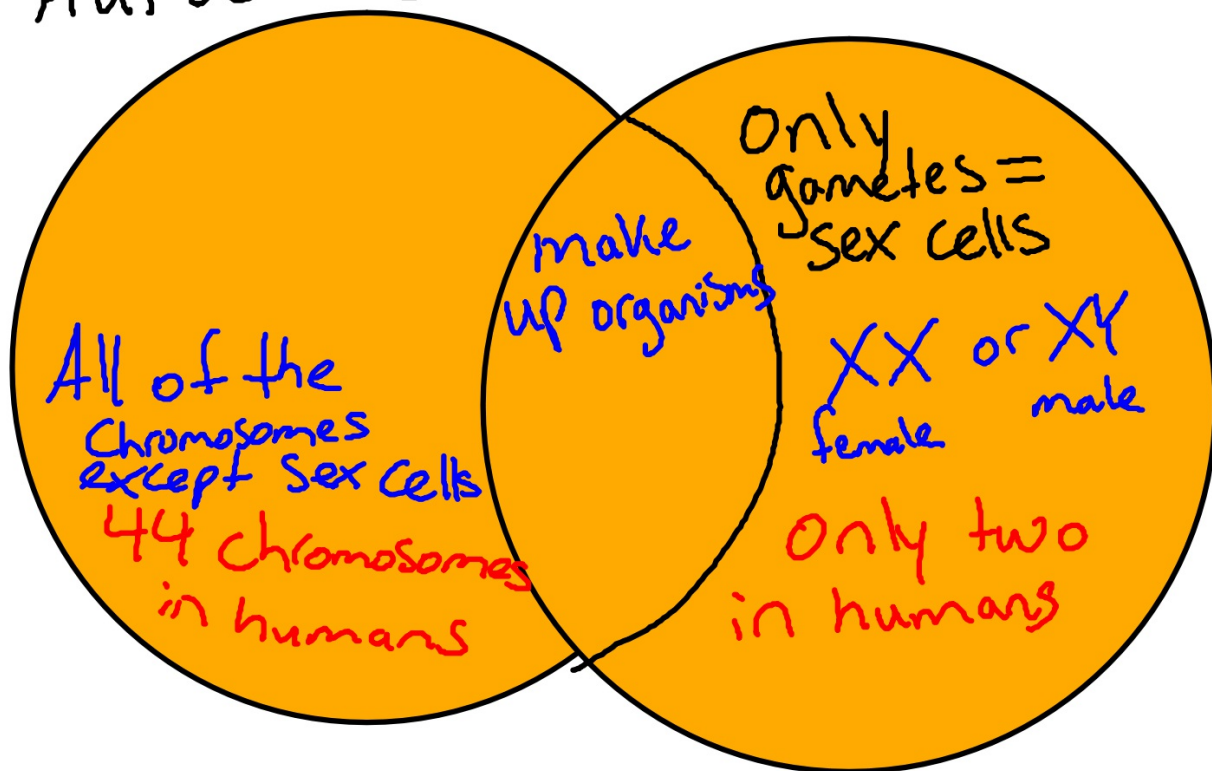 All of the
Chromosomes
except Sex Cells
44 chromosomes
in humans
make
up organisms
Only
gametes =
sex cells
XX or XY
female male
Only two
in humans